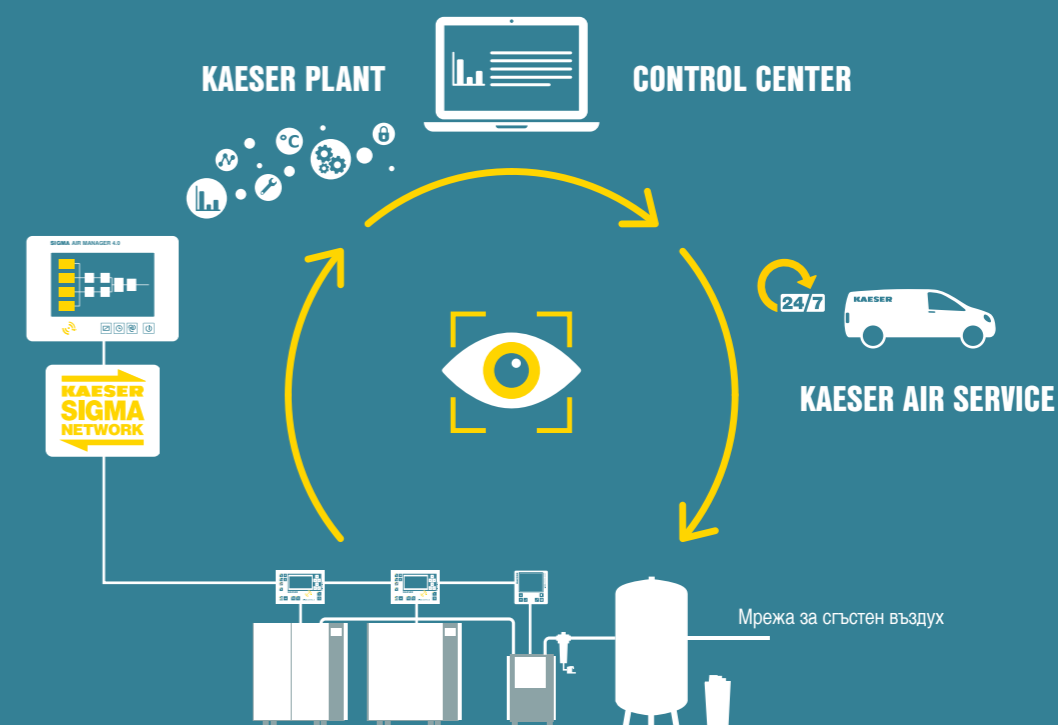 KAESER PLANT
CONTROL CENTER
°C
SIGMA AIR MANAGER 4.0
24/7
KAESER
KAESER
SIGMA
NETWORK
KAESER AIR SERVICE
Мрежа за сгъстен въздух